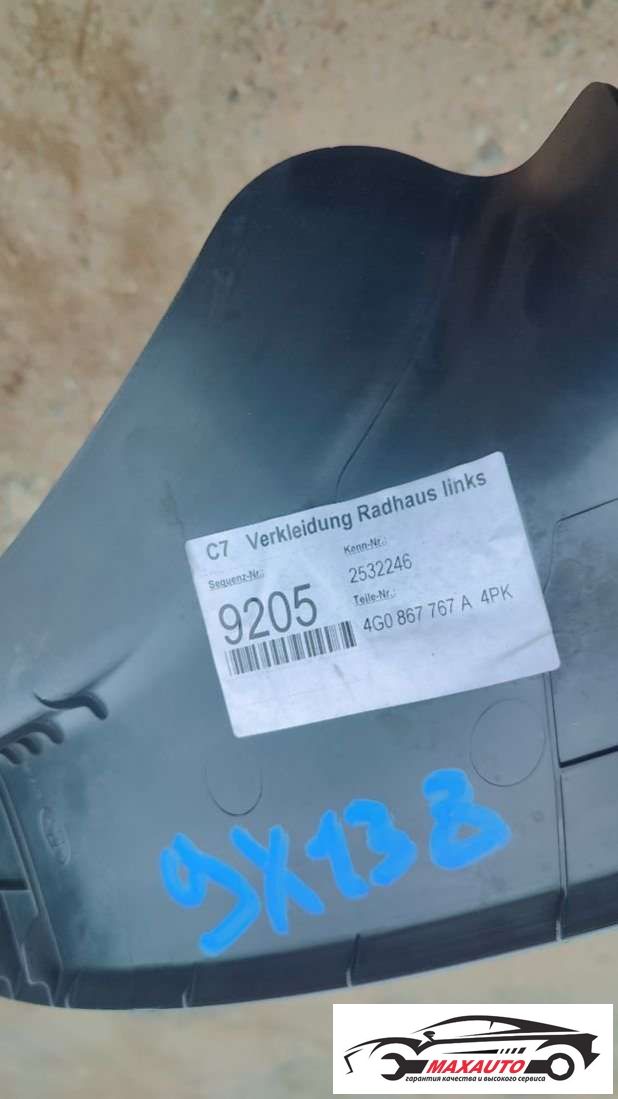 C7 Verkleidung Radhaus links
Sequenz-Nr.:
9205
Kenn-Nr.:
2532246
Teile-Nr.:
4G0 867 767 A 4PK
9X133
MAXAUTO
гарантия качества и высокого сервиса